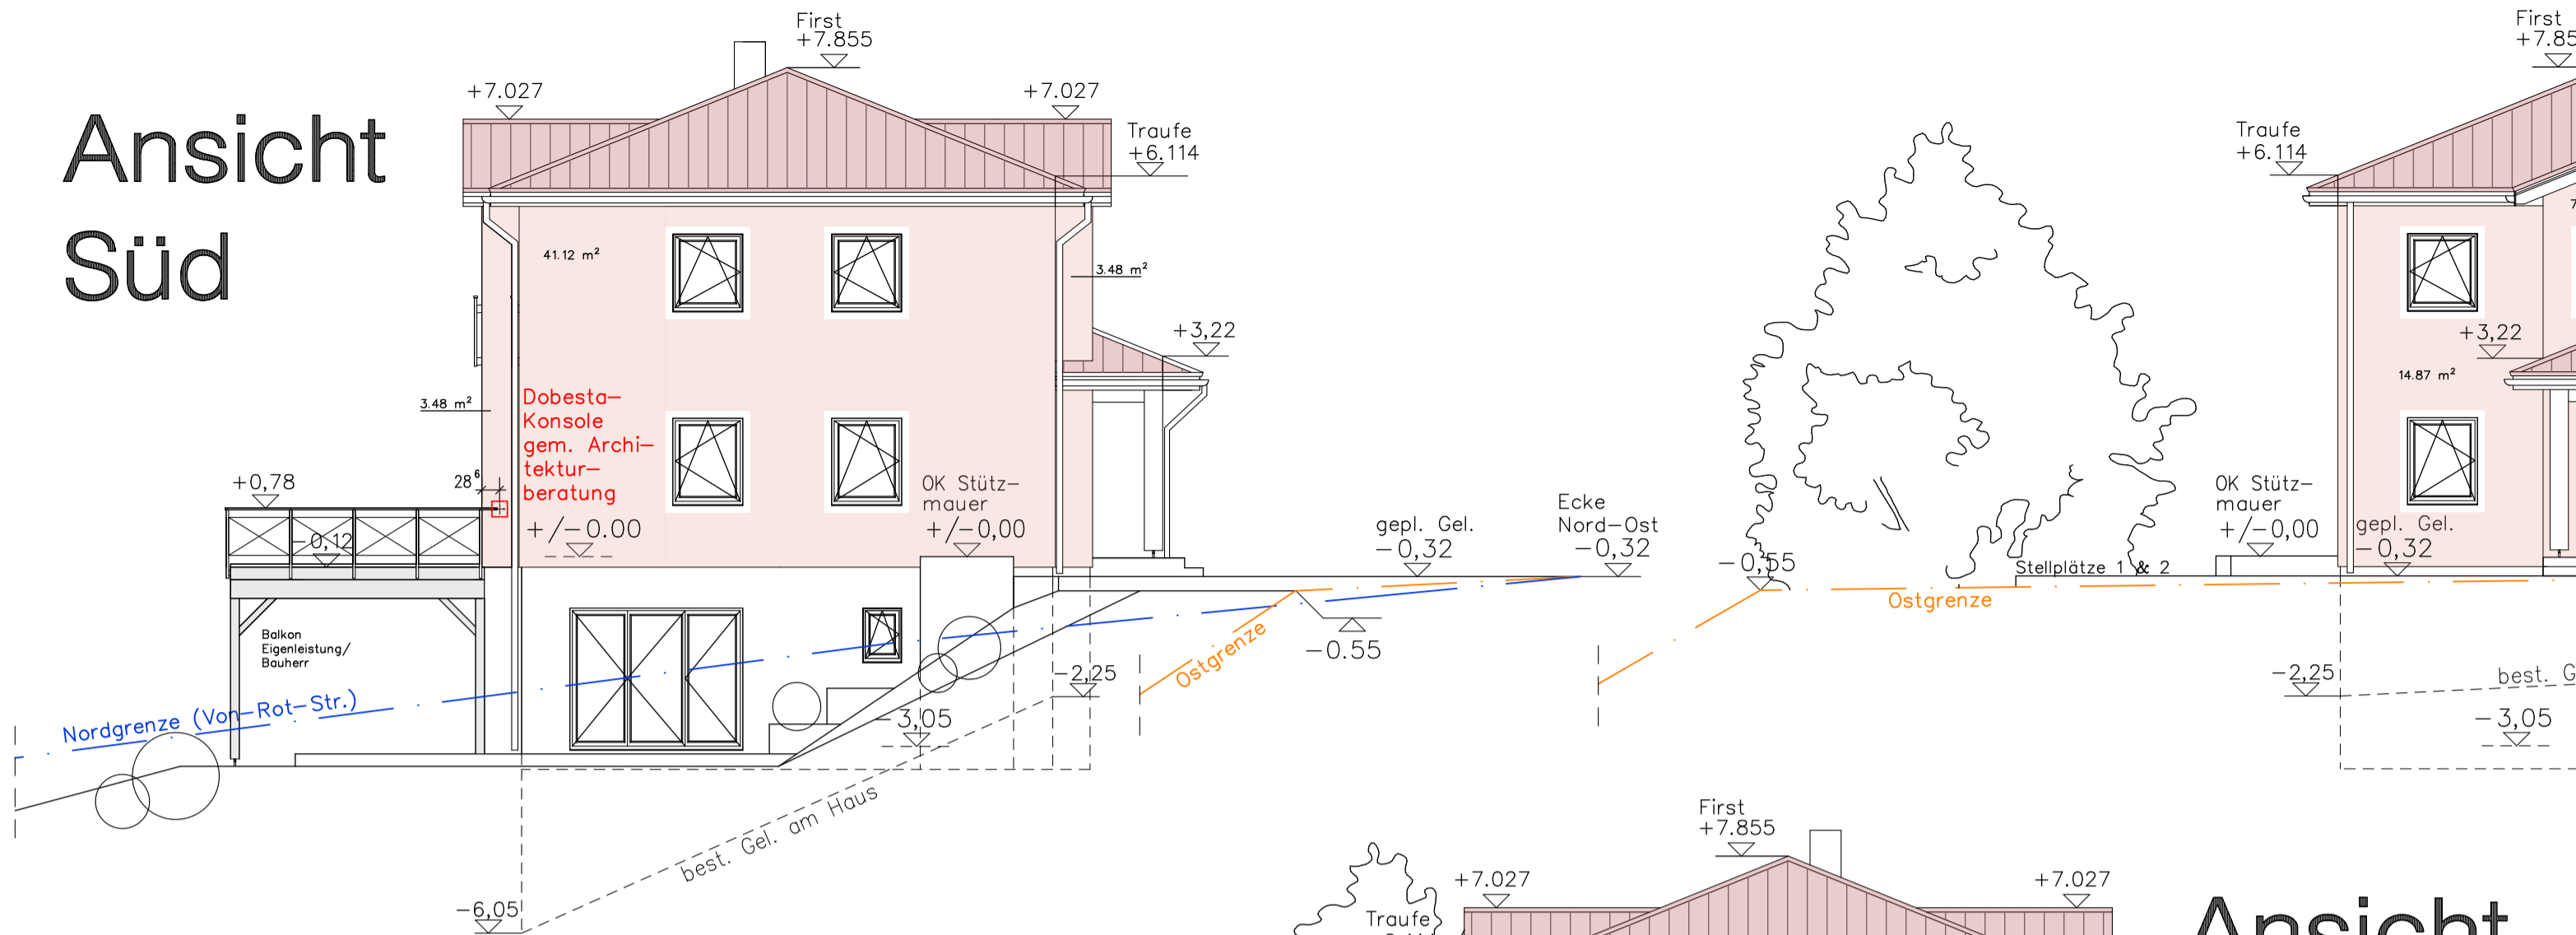 Ansicht
Süd
First
+7.855
+7.027
+7.027
Traufe
+6.114
41.12 m²
3.48 m²
3.48 m²
+3,22
Dobesta-
Konsole
gem. Archi-
tektur-
beratung
28⁶
+0,78
-0,12
+/-0.00
OK Stütz-
mauer
+/-0,00
Balkon
Eigenleistung/
Bauherr
Nordgrenze (Von-Rot-Str.)
-3,05
-2,25
best. Gel. am Haus
-6,05
gepl. Gel.
-0,32
Ecke
Nord-Ost
-0,32
-0.55
Ostgrenze
-0,55
Ostgrenze
Stellplätze 1 & 2
First
+7.85
Traufe
+6.114
+3,22
14.87 m²
OK Stütz-
mauer
+/-0,00
gepl. Gel.
-0,32
-2,25
best. G
-3,05
First
+7.855
+7.027
+7.027
Traufe
Ansicht